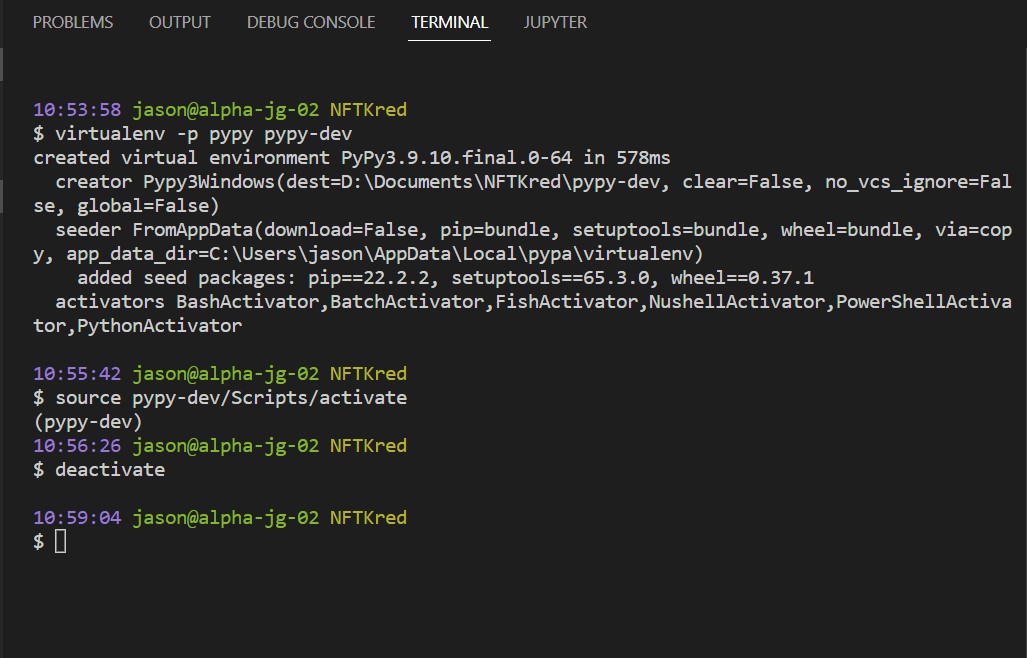 PROBLEMS OUTPUT DEBUG CONSOLE TERMINAL JUPYTER
10:53:58 jason@alpha-jg-02 NFTKred
$ virtualenv -p pypy pypy-dev
created virtual environment PyPy3.9.10.final.0-64 in 578ms
  creator Pypy3Windows(dest=D:\Documents\NFTKred\pypy-dev, clear=False, no_vcs_ignore=Fal
se, global=False)
  seeder FromAppData(download=False, pip=bundle, setuptools=bundle, wheel=bundle, via=cop
y, app_data_dir=C:\Users\jason\AppData\Local\pypa\virtualenv)
    added seed packages: pip==22.2.2, setuptools==65.3.0, wheel==0.37.1
  activators BashActivator,BatchActivator,FishActivator,NushellActivator,PowerShellActiva
tor,PythonActivator
10:55:42 jason@alpha-jg-02 NFTKred
$ source pypy-dev/Scripts/activate
(pypy-dev)
10:56:26 jason@alpha-jg-02 NFTKred
$ deactivate
10:59:04 jason@alpha-jg-02 NFTKred
$